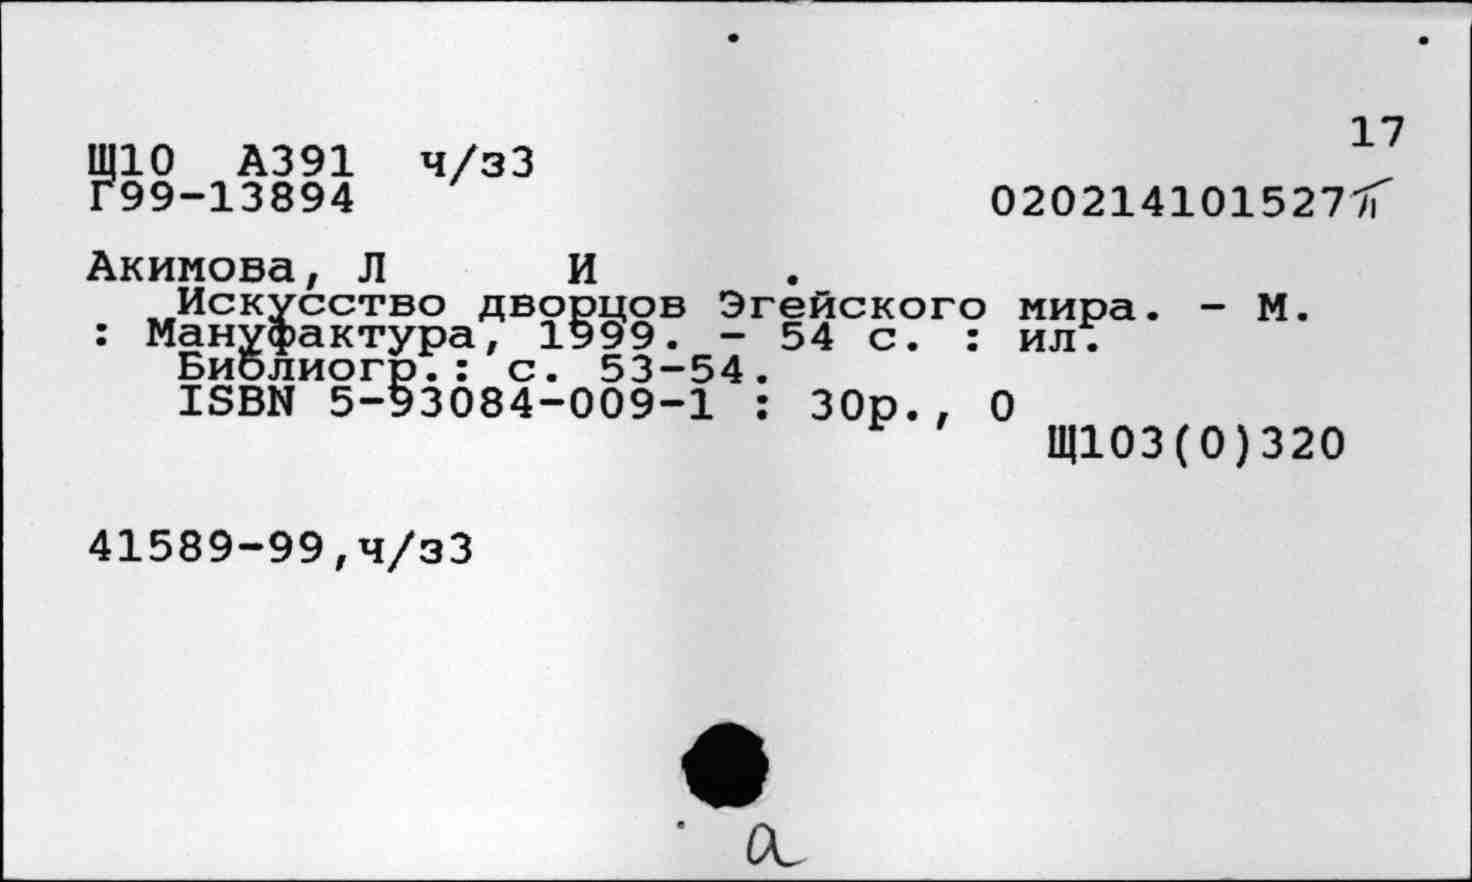 17
Щ10 А391 ч/з3
Г99-13894 020214101527
Акимова, Л И .
Искусство дворцов Эгейского мира. - М.
: Мануфактура, 1999. - 54 с. : ил.
Библиогр.: с. 53-54.
ISBN 5-93084-009-1 : 30р., 0
Щ103(0)320
41589-99,ч/з3
а